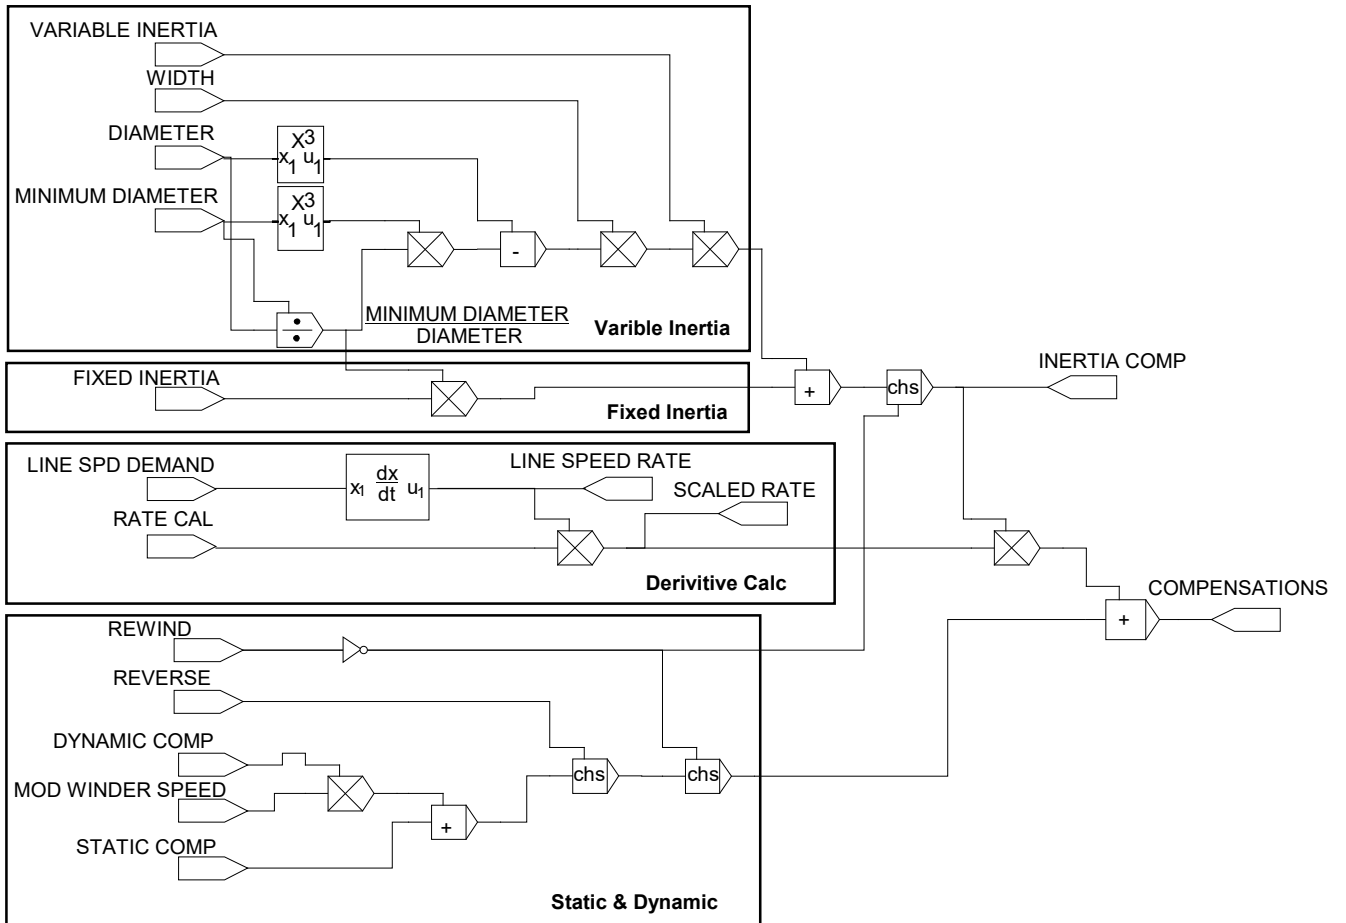 VARIABLE INERTIA
WIDTH
DIAMETER
X3
x1 u1
MINIMUM DIAMETER
X3
x1 u1
-
MINIMUM DIAMETER
DIAMETER
Varible Inertia
FIXED INERTIA
Fixed Inertia
+
chs
INERTIA COMP
LINE SPD DEMAND
x1 dx
dt u1
LINE SPEED RATE
SCALED RATE
RATE CAL
Derivitive Calc
+
COMPENSATIONS
REWIND
REVERSE
DYNAMIC COMP
MOD WINDER SPEED
chs
chs
+
STATIC COMP
Static & Dynamic